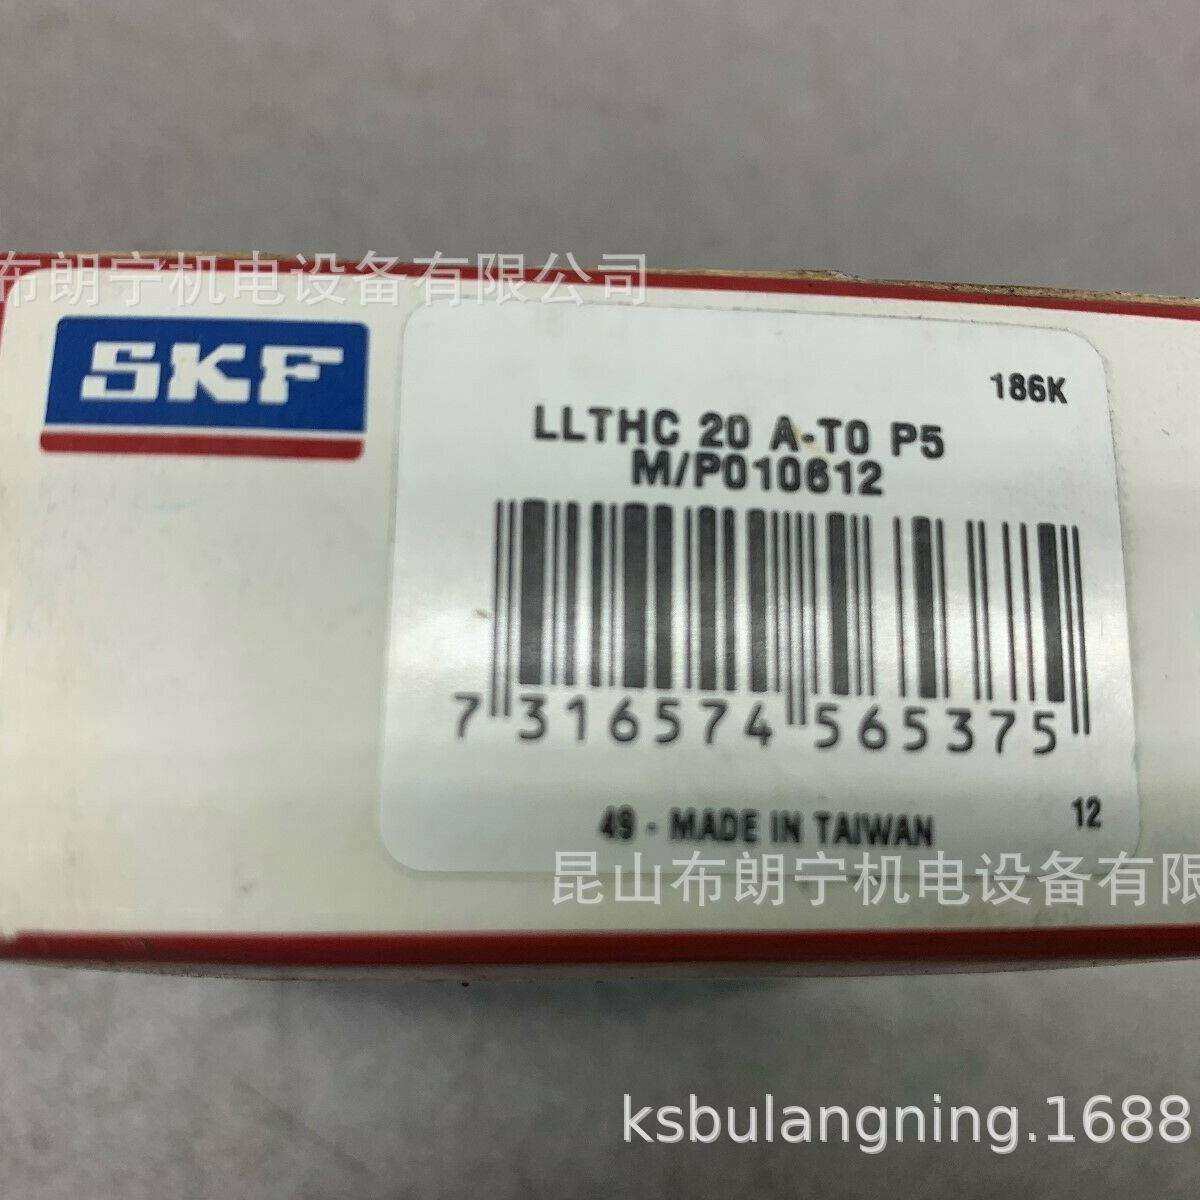 布朗宁机电设备有限公司
SKF
186K
LLTHC 20 A-T0 P5
M/P010612
7 316574 565375
49 - MADE IN TAIWAN
12
昆山布朗宁机电设备有限
ksbulangning.1688